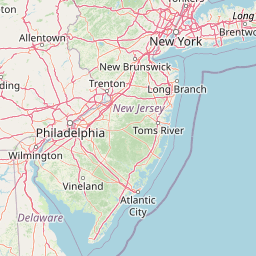 Yonkers
Long
Allentown
New York
Brentwo
ding
New Brunswick
Trenton
Long Branch
New Jersey
Philadelphia
Toms River
Wilmington
Vineland
Atlantic
City
Delaware